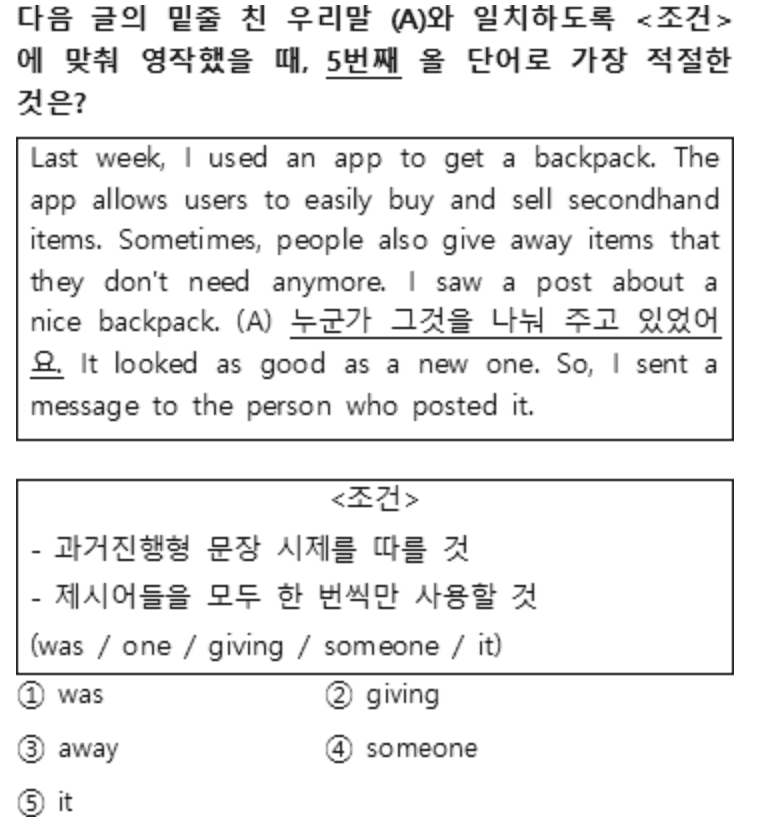 다음 글의 밑줄 친 우리말 (A)와 일치하도록 <조건>
에 맞춰 영작했을 때, 5번째 올 단어로 가장 적절한
것은?
Last week, I used an app to get a backpack. The
app allows users to easily buy and sell secondhand
items. Sometimes, people also give away items that
they don't need anymore. I saw a post about a
nice backpack. (A) 누군가 그것을 나눠 주고 있었어
요. It looked as good as a new one. So, I sent a
message to the person who posted it.
<조건>
- 과거진행형 문장 시제를 따를 것
- 제시어들을 모두 한 번씩만 사용할 것
(was / one / giving / someone / it)
① was ② giving
③ away ④ someone
⑤ it